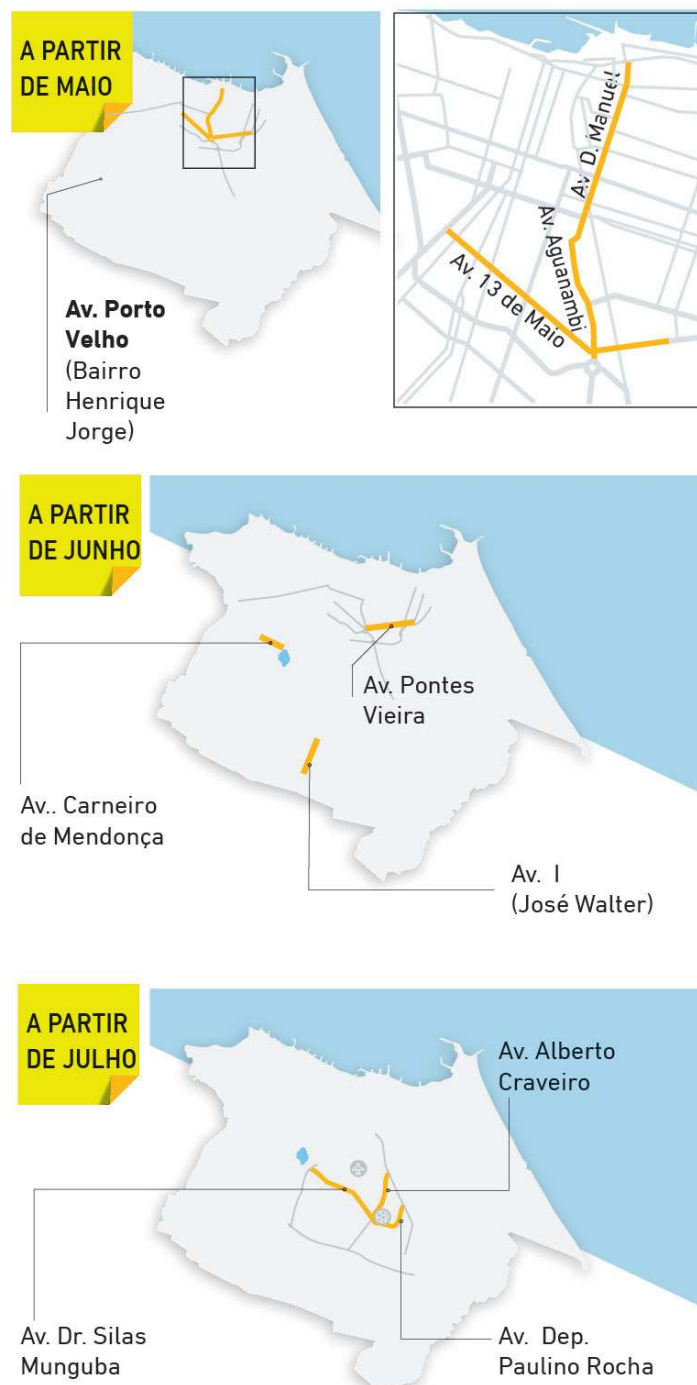 A PARTIR
DE MAIO
Av. D. Manuel
Av. Aguanambi
Av. 13 de Maio
Av. Porto
Velho
(Bairro
Henrique
Jorge)
A PARTIR
DE JUNHO
Av. Pontes
Vieira
Av.. Carneiro
de Mendonça
Av. I
(José Walter)
A PARTIR
DE JULHO
Av. Alberto
Craveiro
Av. Dr. Silas
Munguba
Av. Dep.
Paulino Rocha